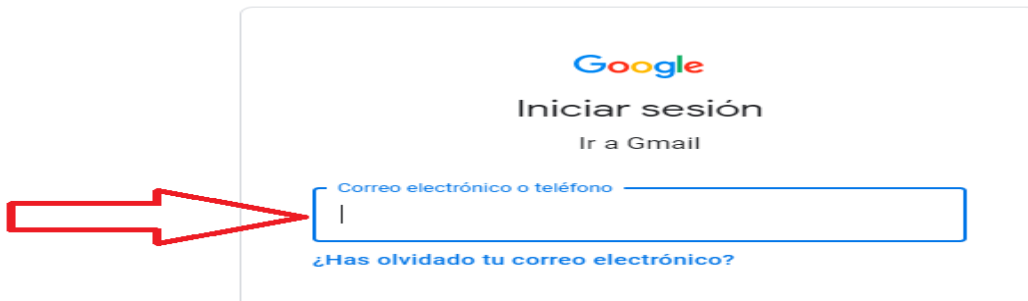 Google
Iniciar sesión
Ir a Gmail
Correo electrónico o teléfono
¿Has olvidado tu correo electrónico?